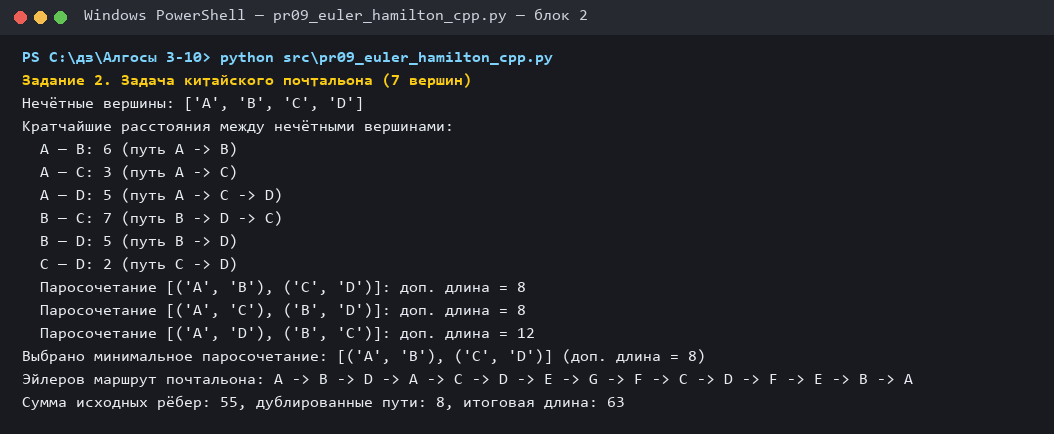 Windows PowerShell — pr09_euler_hamilton_cpp.py — блок 2
PS C:\дз\Алгосы 3-10> python src\pr09_euler_hamilton_cpp.py
Задание 2. Задача китайского почтальона (7 вершин)
Нечётные вершины: ['A', 'B', 'C', 'D']
Кратчайшие расстояния между нечётными вершинами:
A — B: 6 (путь A -> B)
A — C: 3 (путь A -> C)
A — D: 5 (путь A -> C -> D)
B — C: 7 (путь B -> D -> C)
B — D: 5 (путь B -> D)
C — D: 2 (путь C -> D)
Паросочетание [('A', 'B'), ('C', 'D')]: доп. длина = 8
Паросочетание [('A', 'C'), ('B', 'D')]: доп. длина = 8
Паросочетание [('A', 'D'), ('B', 'C')]: доп. длина = 12
Выбрано минимальное паросочетание: [('A', 'B'), ('C', 'D')] (доп. длина = 8)
Эйлеров маршрут почтальона: A -> B -> D -> A -> C -> D -> E -> G -> F -> C -> D -> F -> E -> B -> A
Сумма исходных рёбер: 55, дублированные пути: 8, итоговая длина: 63